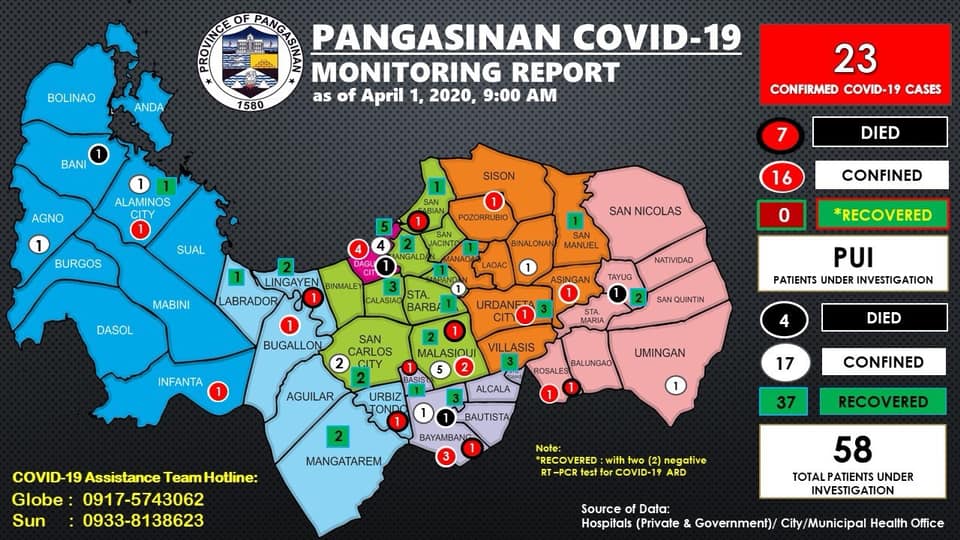 PROVINCE OF PANGASINAN
1580
PANGASINAN COVID-19
MONITORING REPORT
as of April 1, 2020, 9:00 AM
23
CONFIRMED COVID-19 CASES
7 DIED
16 CONFINED
0 *RECOVERED
PUI
PATIENTS UNDER INVESTIGATION
4 DIED
17 CONFINED
37 RECOVERED
58
TOTAL PATIENTS UNDER
INVESTIGATION
BOLINAO
ANDA
BANI
1
1
1
ALAMINOS
CITY
1
AGNO
1
BURGOS
SUAL
MABINI
DASOL
INFANTA
1
1
LABRADOR
2
LINGAYEN
1
1
BUGALLON
AGUILAR
2
MANGATAREM
BINMALEY
5
4
4
DAGUPAN
CITY
1
1
SAN
FABIAN
1
2
MANGALDAN
SAN
JACINTO
1
MANAOAG
1
MAPANDAN
1
3
CALASIAO
STA.
BARBARA
1
SAN
CARLOS
CITY
2
2
2
1
MALASIQUI
5
2
1
BASISTA
1
URBIZ
TONDO
1
3
1
1
BAYAMBANG
3
1
BAUTISTA
ALCALA
SISON
1
POZORRUBIO
1
SAN
MANUEL
BINALONAN
1
LAOAC
ASINGAN
1
URDANETA
CITY
1
3
VILLASIS
3
SAN NICOLAS
NATIVIDAD
TAYUG
1
2
SAN QUINTIN
STA.
MARIA
ROSALES
1
1
BALUNGAO
UMINGAN
1
Note:
*RECOVERED : with two (2) negative
RT –PCR test for COVID-19 ARD
COVID-19 Assistance Team Hotline:
Globe : 0917-5743062
Sun : 0933-8138623
Source of Data:
Hospitals (Private & Government)/ City/Municipal Health Office